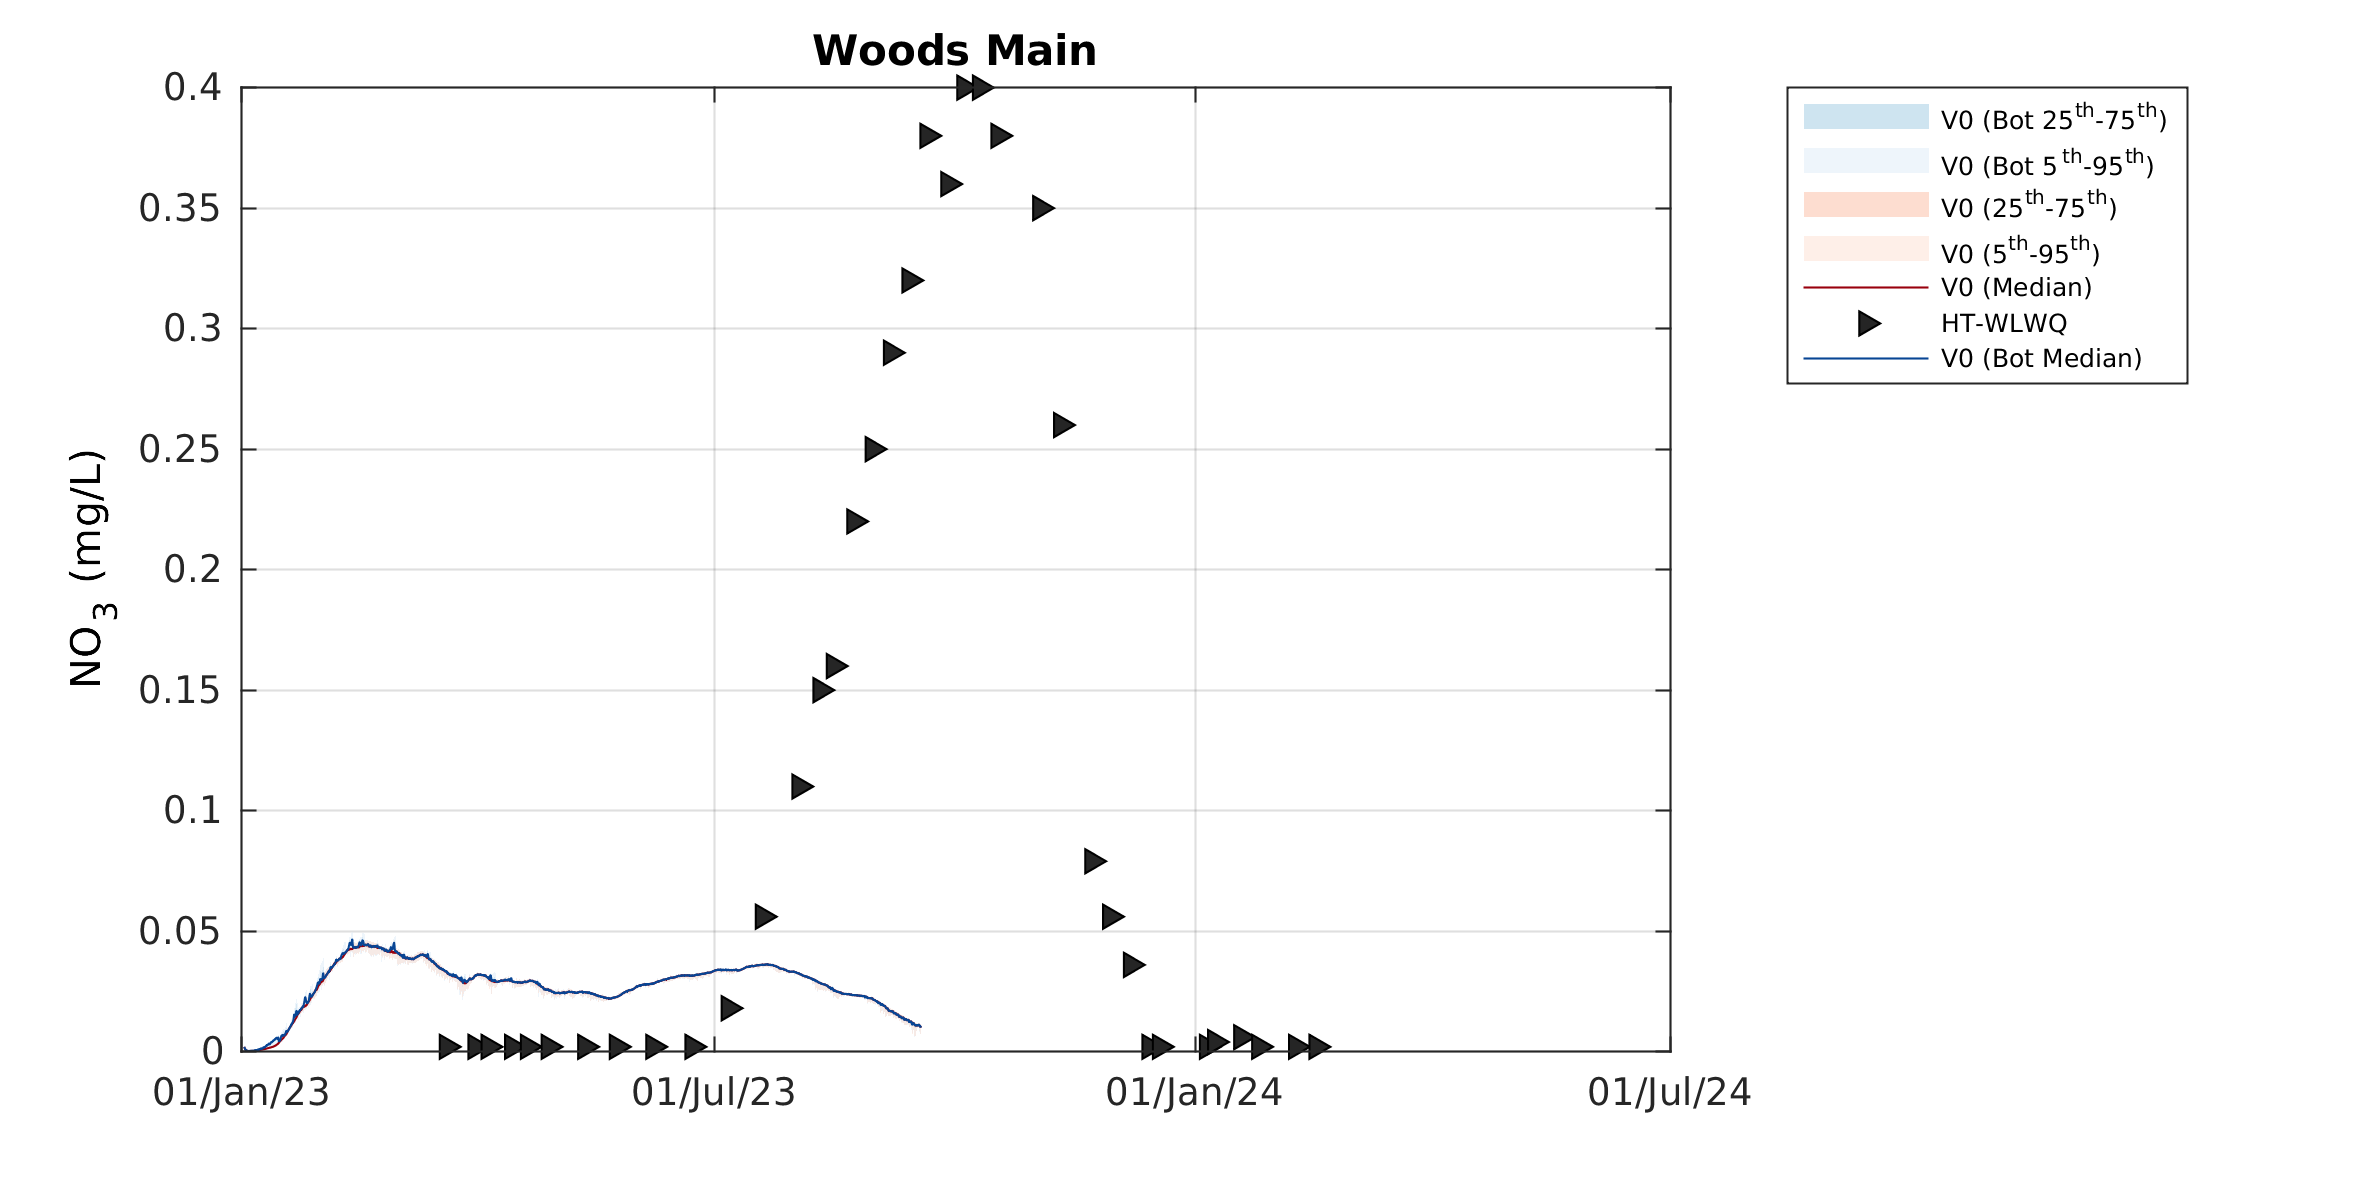 Woods Main
0.4
0.35
0.3
0.25
0.2
0.15
0.1
0.05
0
NO3 (mg/L)
01/Jan/23
01/Jul/23
01/Jan/24
01/Jul/24
V0 (Bot 25th-75th)
V0 (Bot 5th-95th)
V0 (25th-75th)
V0 (5th-95th)
V0 (Median)
HT-WLWQ
V0 (Bot Median)